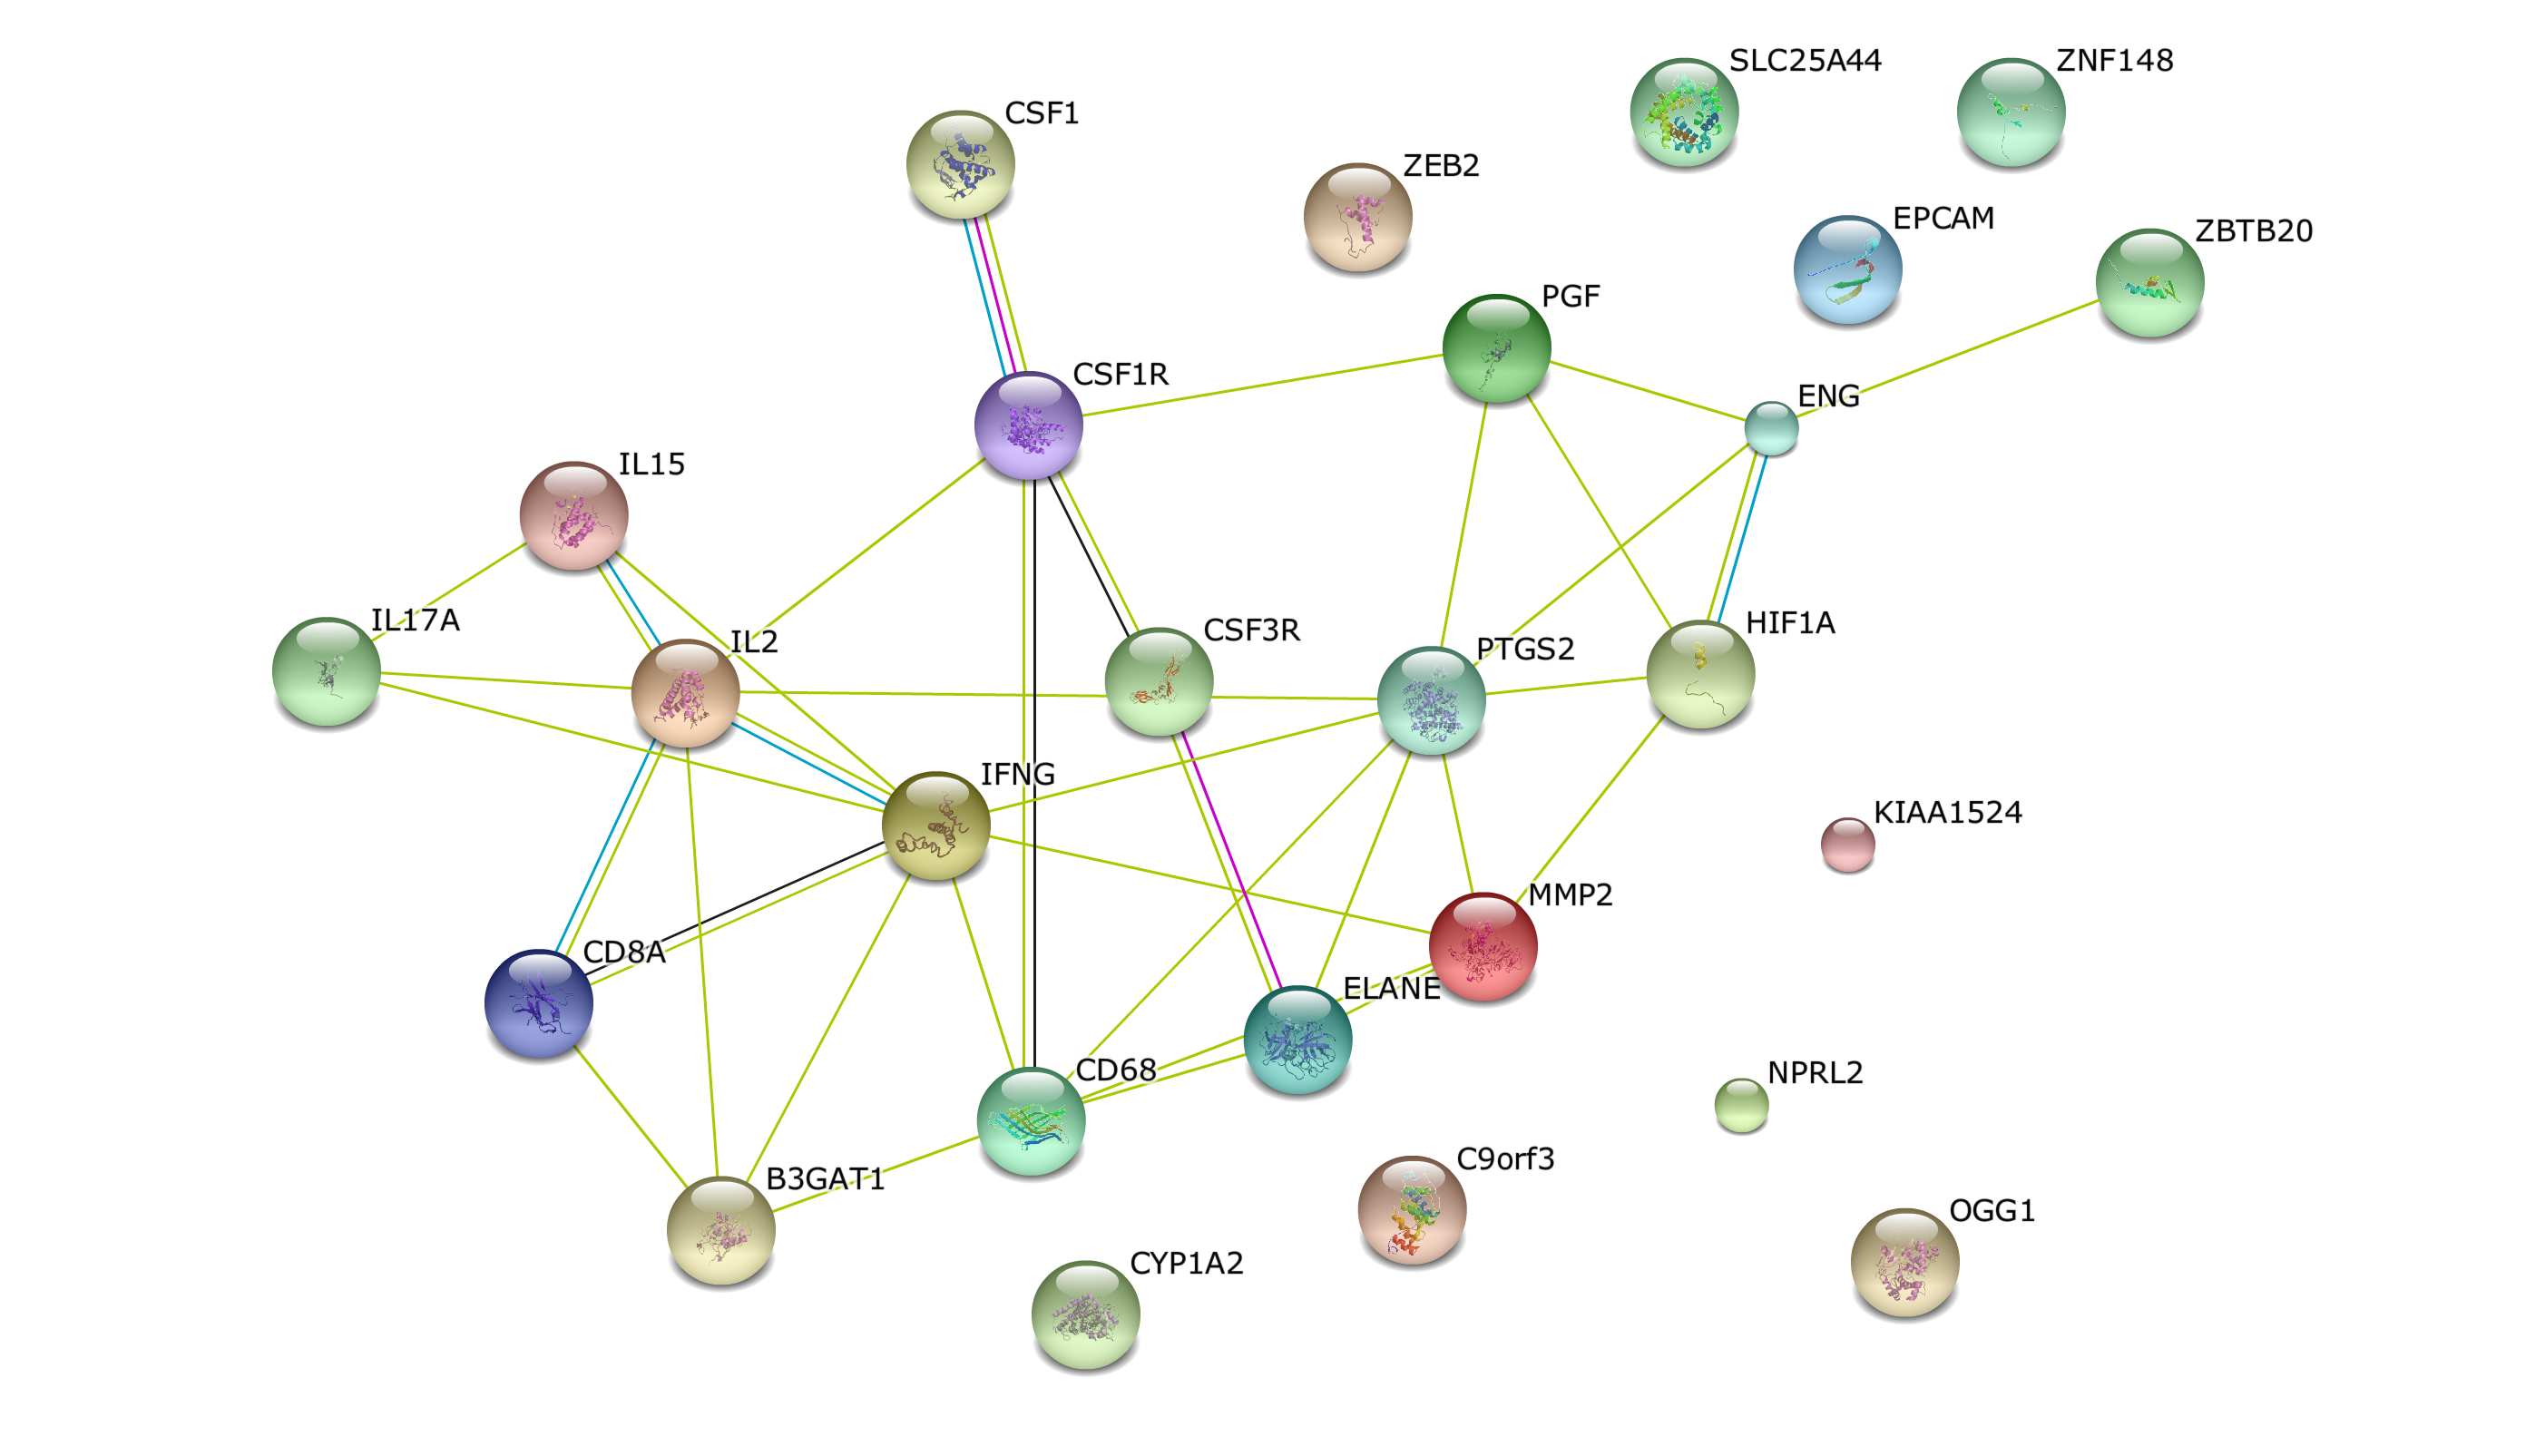 SLC25A44
ZNF148
CSF1
ZEB2
EPCAM
ZBTB20
PGF
CSF1R
ENG
IL15
IL17A
IL2
CSF3R
HIF1A
PTGS2
IFNG
KIAA1524
MMP2
CD8A
ELANE
CD68
NPRL2
C9orf3
B3GAT1
OGG1
CYP1A2